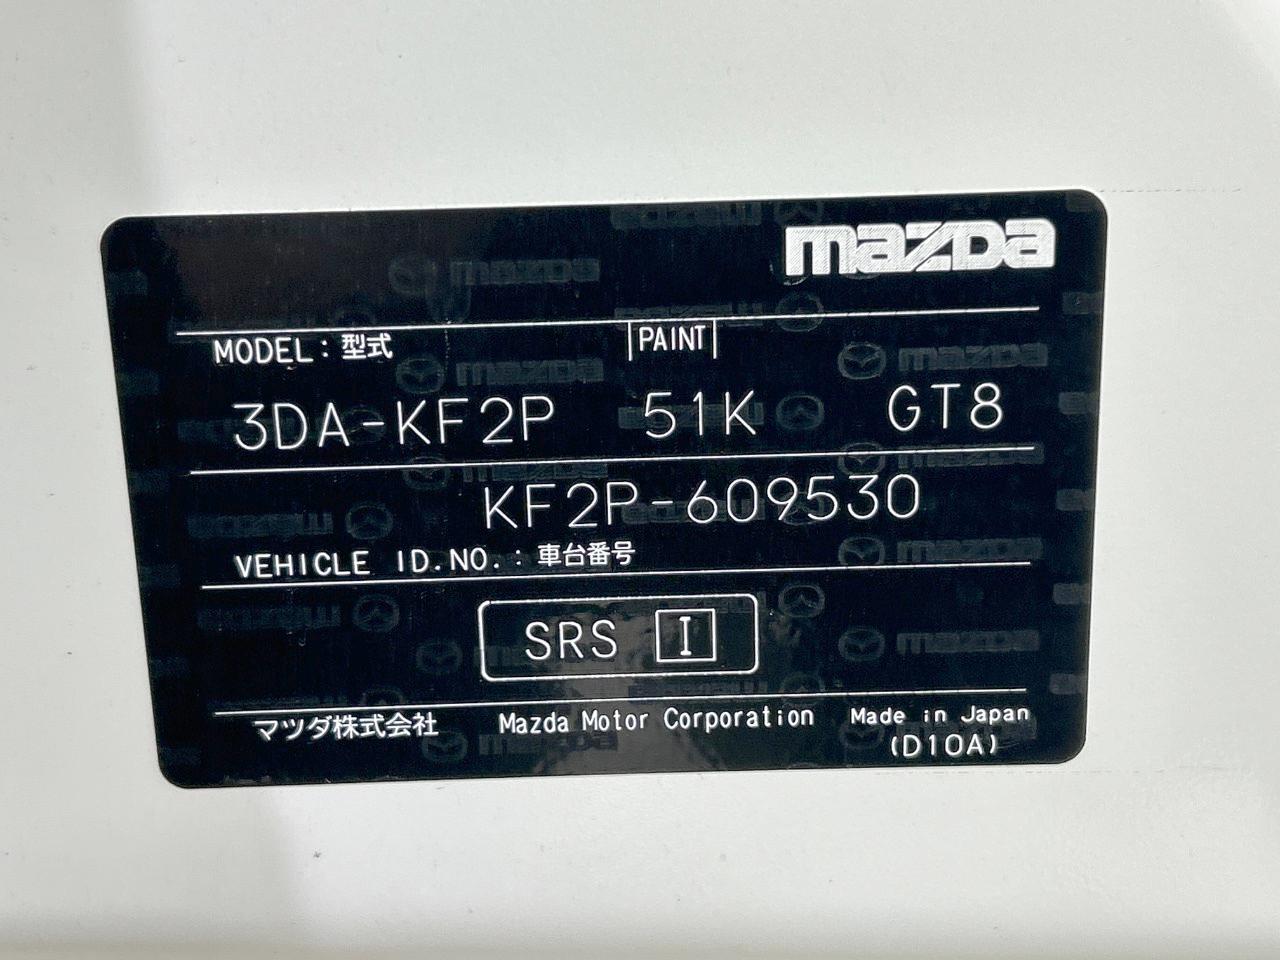 mazda
MODEL: 型式 PAINT
3DA-KF2P 51K GT8
KF2P-609530
VEHICLE ID.NO.: 車台番号
SRS I
マツダ株式会社 Mazda Motor Corporation Made in Japan
(D10A)